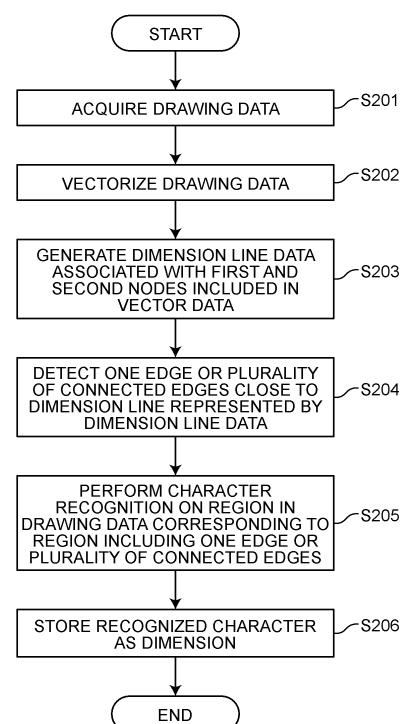 START
ACQUIRE DRAWING DATA
S201
VECTORIZE DRAWING DATA
S202
GENERATE DIMENSION LINE DATA
ASSOCIATED WITH FIRST AND
SECOND NODES INCLUDED IN
VECTOR DATA
S203
DETECT ONE EDGE OR PLURALITY
OF CONNECTED EDGES CLOSE TO
DIMENSION LINE REPRESENTED BY
DIMENSION LINE DATA
S204
PERFORM CHARACTER
RECOGNITION ON REGION IN
DRAWING DATA CORRESPONDING TO
REGION INCLUDING ONE EDGE OR
PLURALITY OF CONNECTED EDGES
S205
STORE RECOGNIZED CHARACTER
AS DIMENSION
S206
END